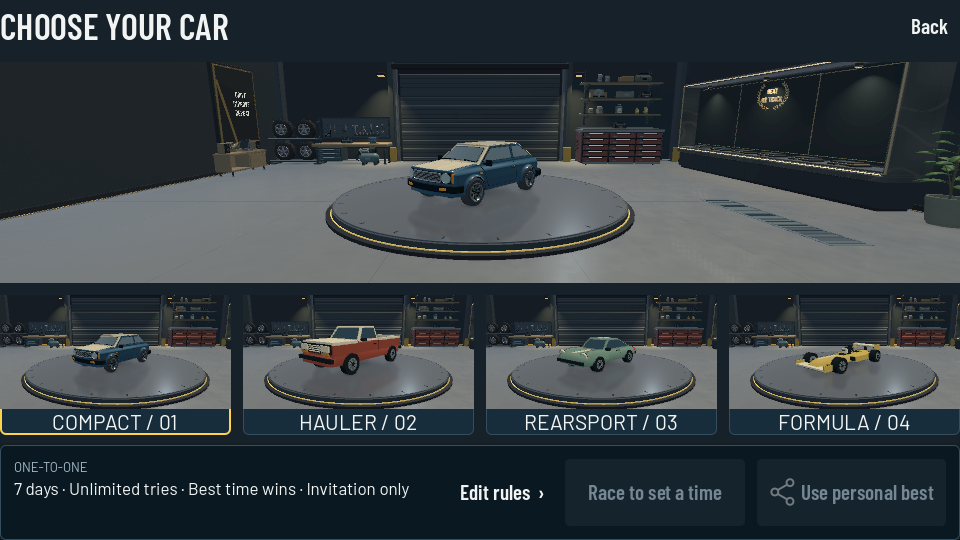 CHOOSE YOUR CAR
Back
COMPACT / 01
HAULER / 02
REARSPORT / 03
FORMULA / 04
ONE-TO-ONE
7 days · Unlimited tries · Best time wins · Invitation only
Edit rules ›
Race to set a time
Use personal best